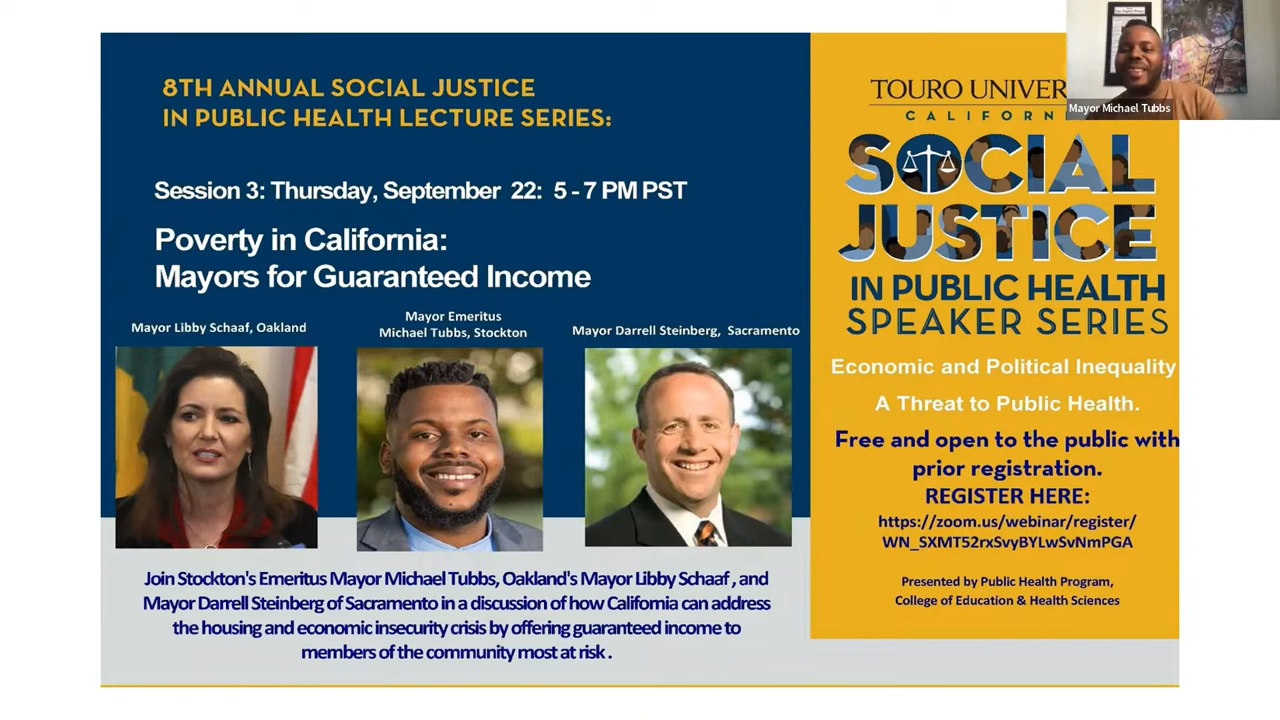 8TH ANNUAL SOCIAL JUSTICE
IN PUBLIC HEALTH LECTURE SERIES:
Session 3: Thursday, September 22: 5 - 7 PM PST
Poverty in California:
Mayors for Guaranteed Income
Mayor Libby Schaaf, Oakland
Mayor Emeritus
Michael Tubbs, Stockton
Mayor Darrell Steinberg, Sacramento
Join Stockton's Emeritus Mayor Michael Tubbs, Oakland's Mayor Libby Schaaf , and
Mayor Darrell Steinberg of Sacramento in a discussion of how California can address
the housing and economic insecurity crisis by offering guaranteed income to
members of the community most at risk .
Mayor Michael Tubbs
TOURO UNIVER
CALIFORN
SOCIAL
JUSTICE
IN PUBLIC HEALTH
SPEAKER SERIES
Economic and Political Inequality
A Threat to Public Health.
Free and open to the public with
prior registration.
REGISTER HERE:
https://zoom.us/webinar/register/
WN_SXMT52rxSvyBYLwSvNmPGA
Presented by Public Health Program,
College of Education & Health Sciences